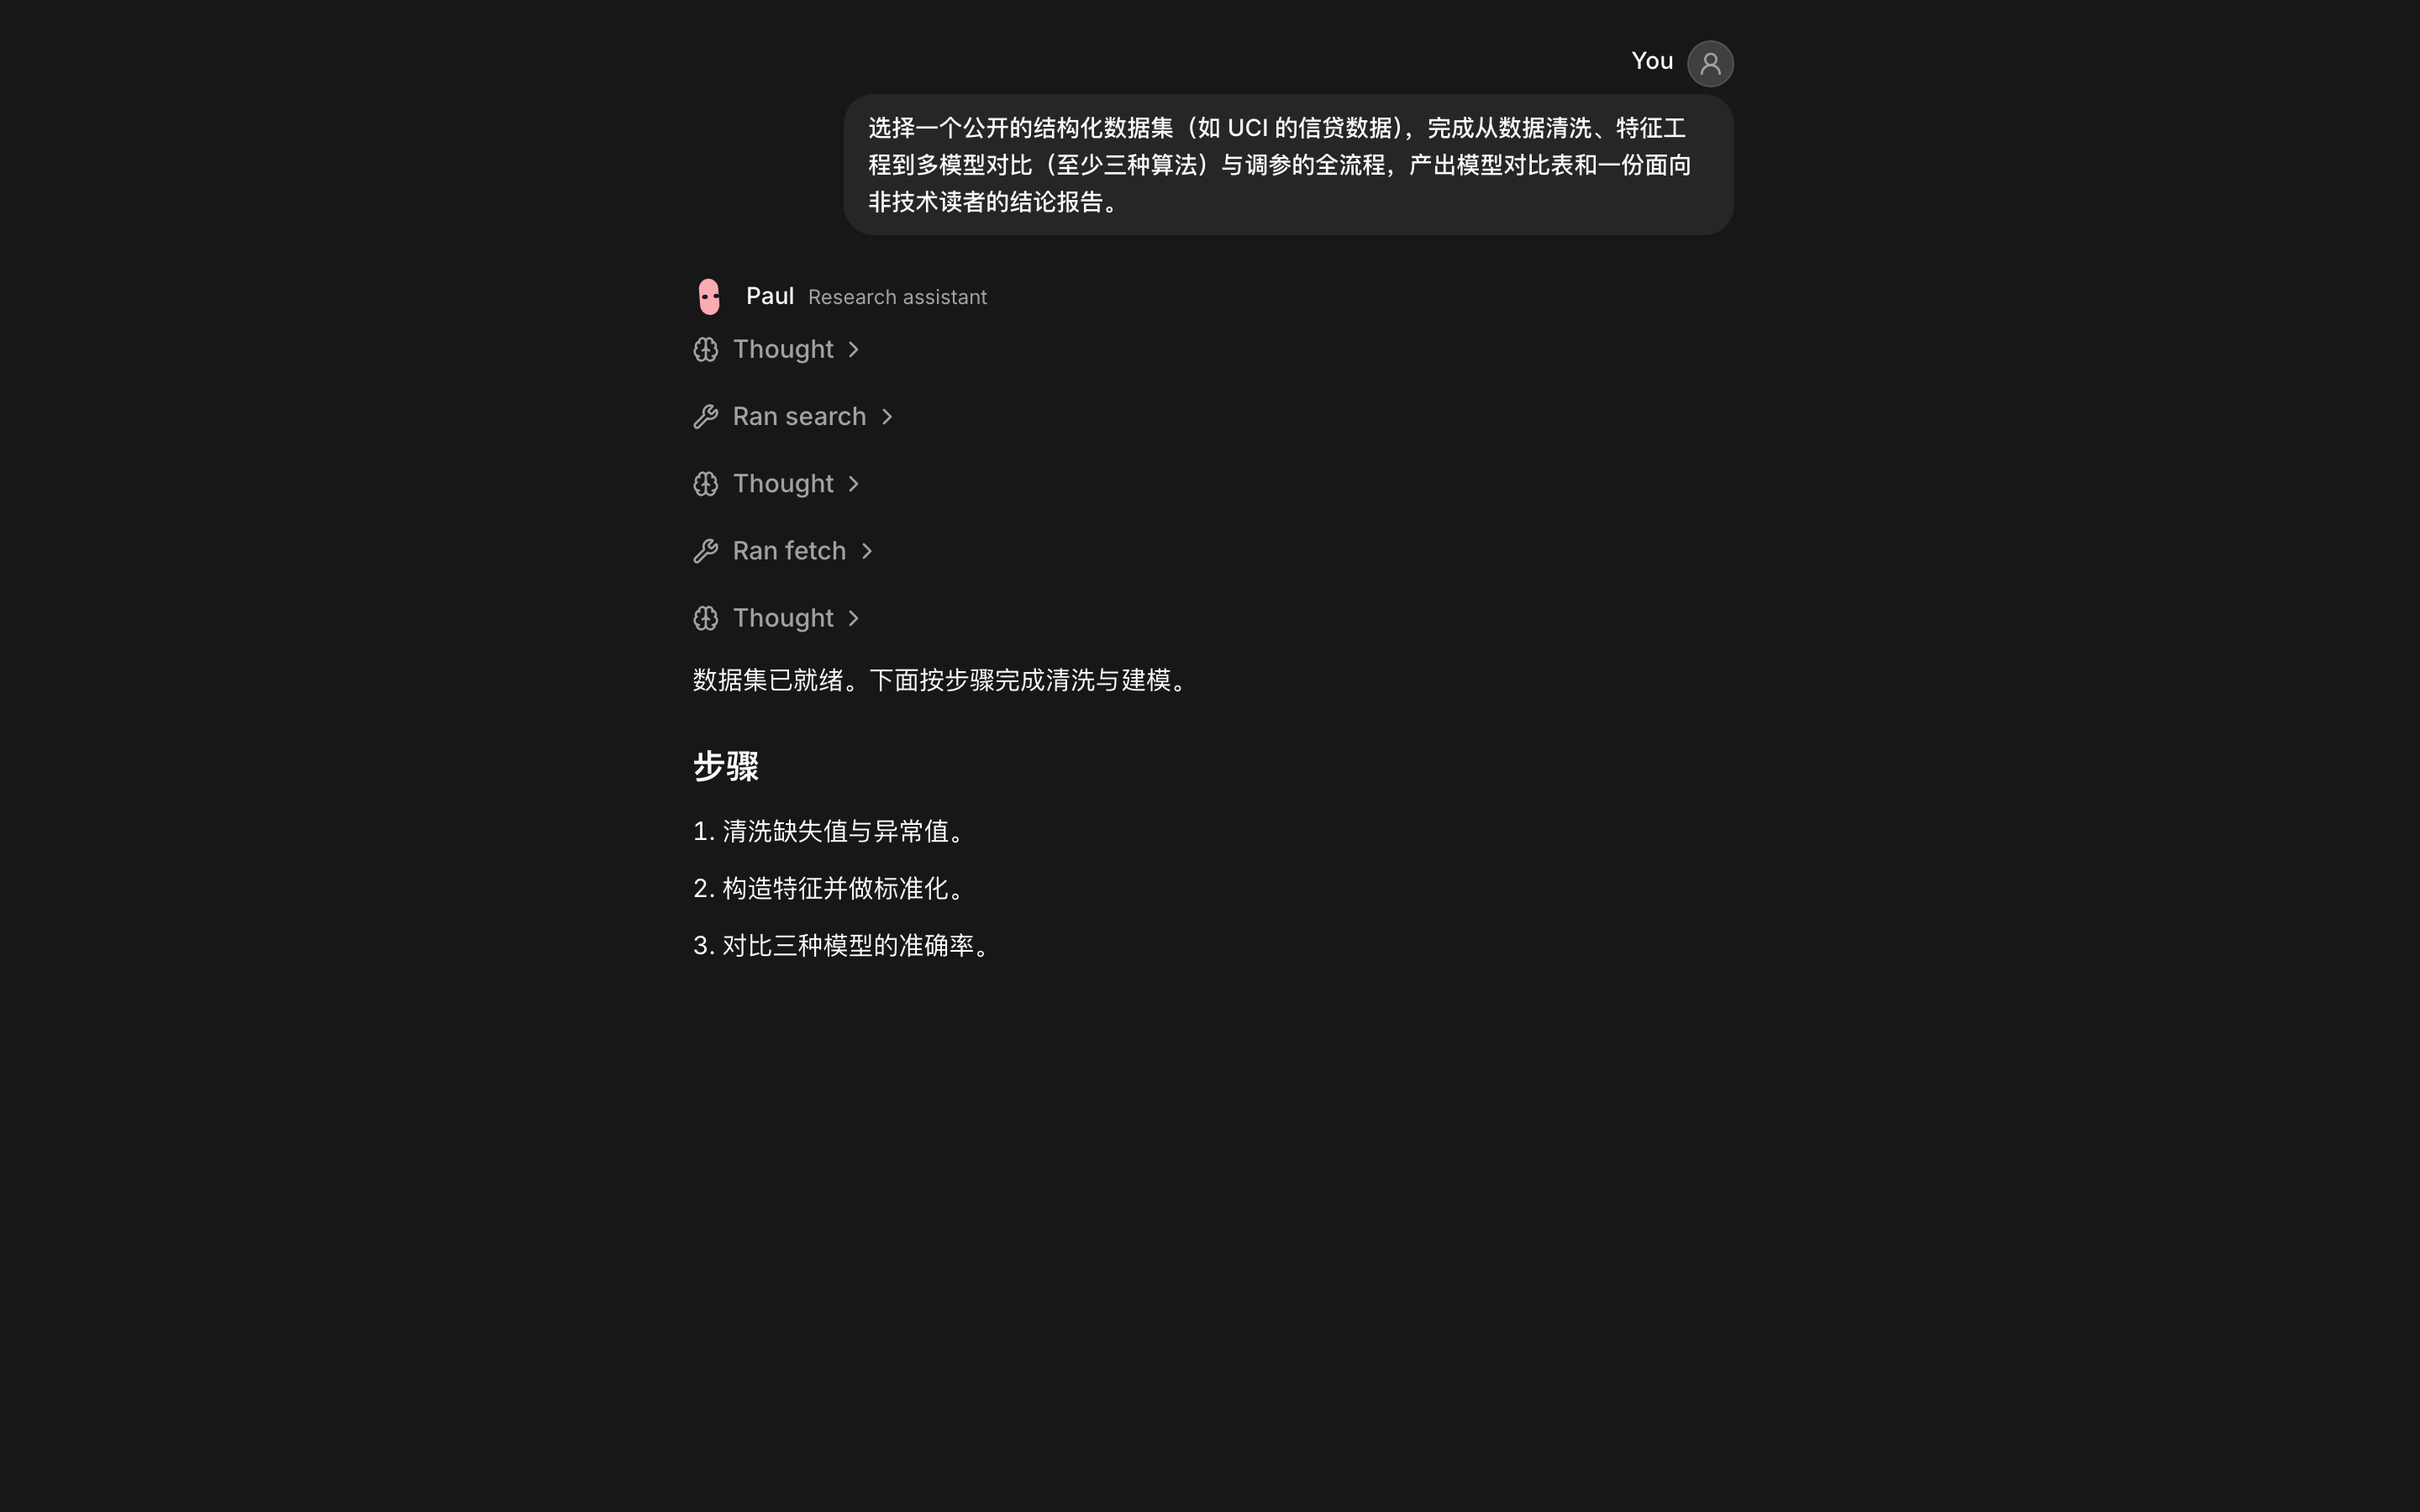 You
选择一个公开的结构化数据集（如 UCI 的信贷数据），完成从数据清洗、特征工
程到多模型对比（至少三种算法）与调参的全流程，产出模型对比表和一份面向
非技术读者的结论报告。
Paul Research assistant
Thought
Ran search
Thought
Ran fetch
Thought
数据集已就绪。下面按步骤完成清洗与建模。
步骤
1. 清洗缺失值与异常值。
2. 构造特征并做标准化。
3. 对比三种模型的准确率。